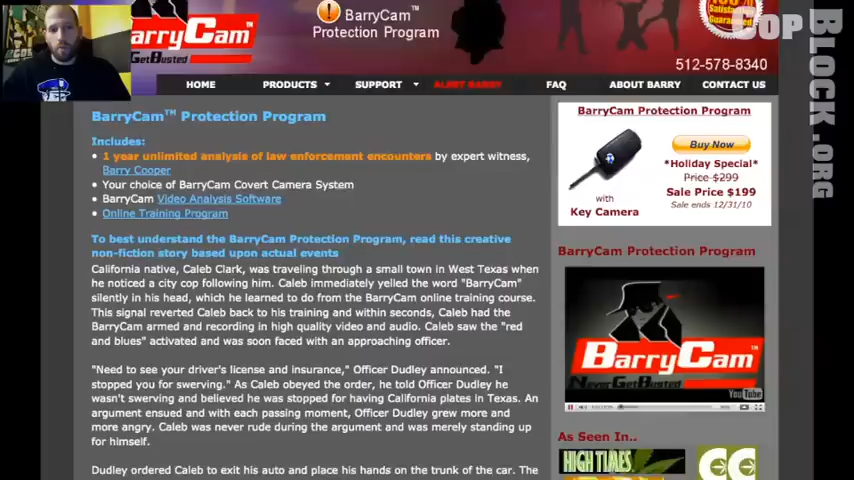 BarryCam™
Protection Program
Satisfa
Guaranteed
Cop
BLOCK.ORG
arryCam
GetBusted
512-578-8340
HOME PRODUCTS SUPPORT ALERT BARRY FAQ ABOUT BARRY CONTACT US
BarryCam™ Protection Program
Includes:
• 1 year unlimited analysis of law enforcement encounters by expert witness,
Barry Cooper
• Your choice of BarryCam Covert Camera System
• BarryCam Video Analysis Software
• Online Training Program
To best understand the BarryCam Protection Program, read this creative
non-fiction story based upon actual events
California native, Caleb Clark, was traveling through a small town in West Texas when
he noticed a city cop following him. Caleb immediately yelled the word "BarryCam"
silently in his head, which he learned to do from the BarryCam online training course.
This signal reverted Caleb back to his training and within seconds, Caleb had the
BarryCam armed and recording in high quality video and audio. Caleb saw the "red
and blues" activated and was soon faced with an approaching officer.
"Need to see your driver's license and insurance," Officer Dudley announced. "I
stopped you for swerving." As Caleb obeyed the order, he told Officer Dudley he
wasn't swerving and believed he was stopped for having California plates in Texas. An
argument ensued and with each passing moment, Officer Dudley grew more and
more angry. Caleb was never rude during the argument and was merely standing up
for himself.
Dudley ordered Caleb to exit his auto and place his hands on the trunk of the car. The
BarryCam Protection Program
Buy Now
*Holiday Special*
Price $299
Sale Price $199
Sale ends 12/31/10
with
Key Camera
BarryCam Protection Program
BarryCam™
NeverGetBusted
YouTube
As Seen In..
HIGH TIMES
CC